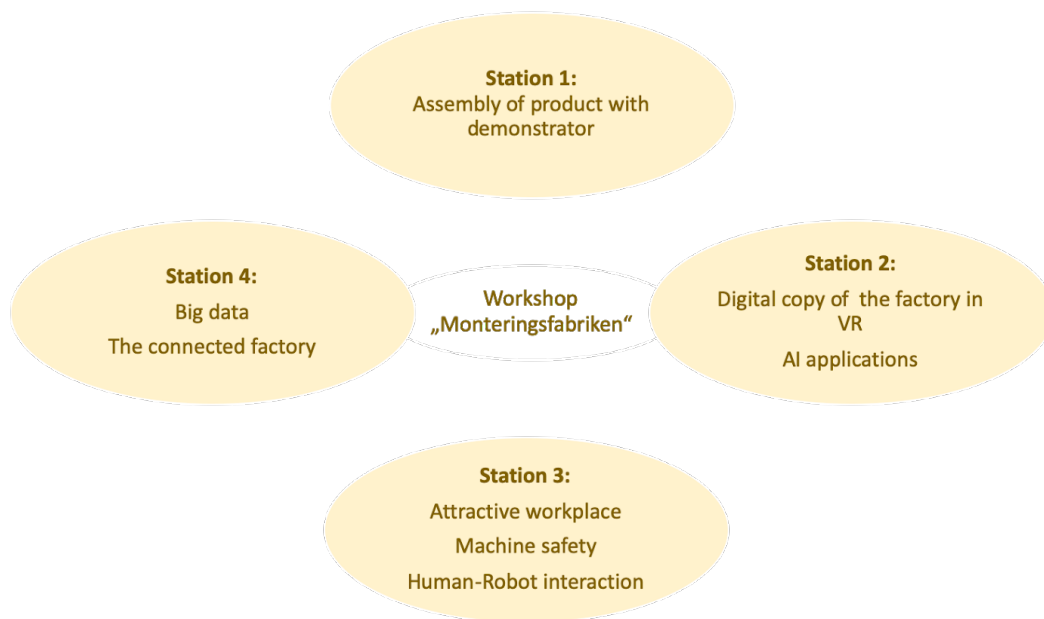 Station 1:
Assembly of product with
demonstrator
Station 4:
Big data
The connected factory
Workshop
„Monteringsfabriken“
Station 2:
Digital copy of  the factory in
VR
AI applications
Station 3:
Attractive workplace
Machine safety
Human-Robot interaction